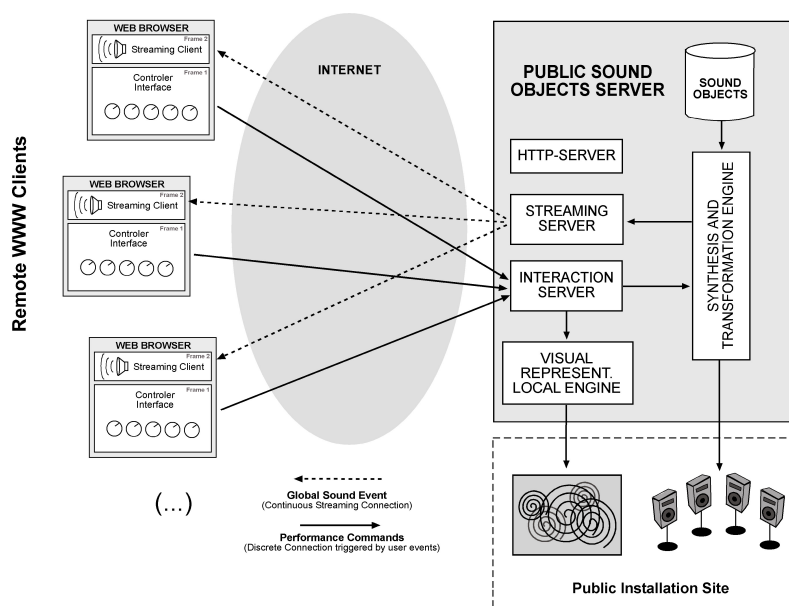 Remote WWW Clients
WEB BROWSER
Frame 2
Streaming Client
Frame 1
Controler
Interface
WEB BROWSER
Frame 2
Streaming Client
Frame 1
Controler
Interface
WEB BROWSER
Frame 2
Streaming Client
Frame 1
Controler
Interface
(...)
INTERNET
Global Sound Event
(Continuous Streaming Connection)
Performance Commands
(Discrete Connection triggered by user events)
PUBLIC SOUND
OBJECTS SERVER
SOUND
OBJECTS
HTTP-SERVER
STREAMING
SERVER
INTERACTION
SERVER
VISUAL
REPRESENT.
LOCAL ENGINE
SYNTHESIS AND
TRANSFORMATION ENGINE
Public Installation Site